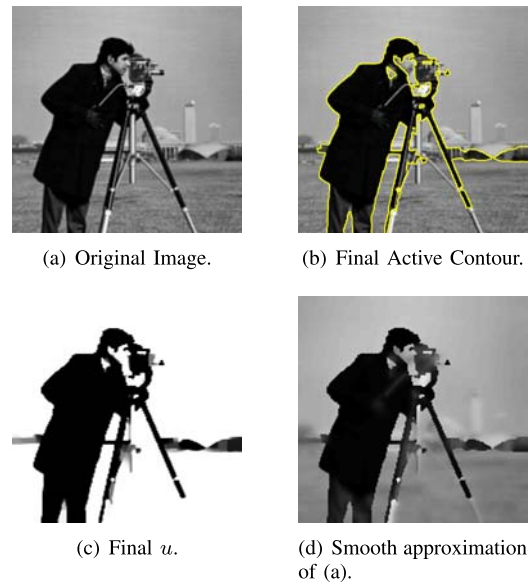 (a) Original Image.
(b) Final Active Contour.
(c) Final u.
(d) Smooth approximation
of (a).